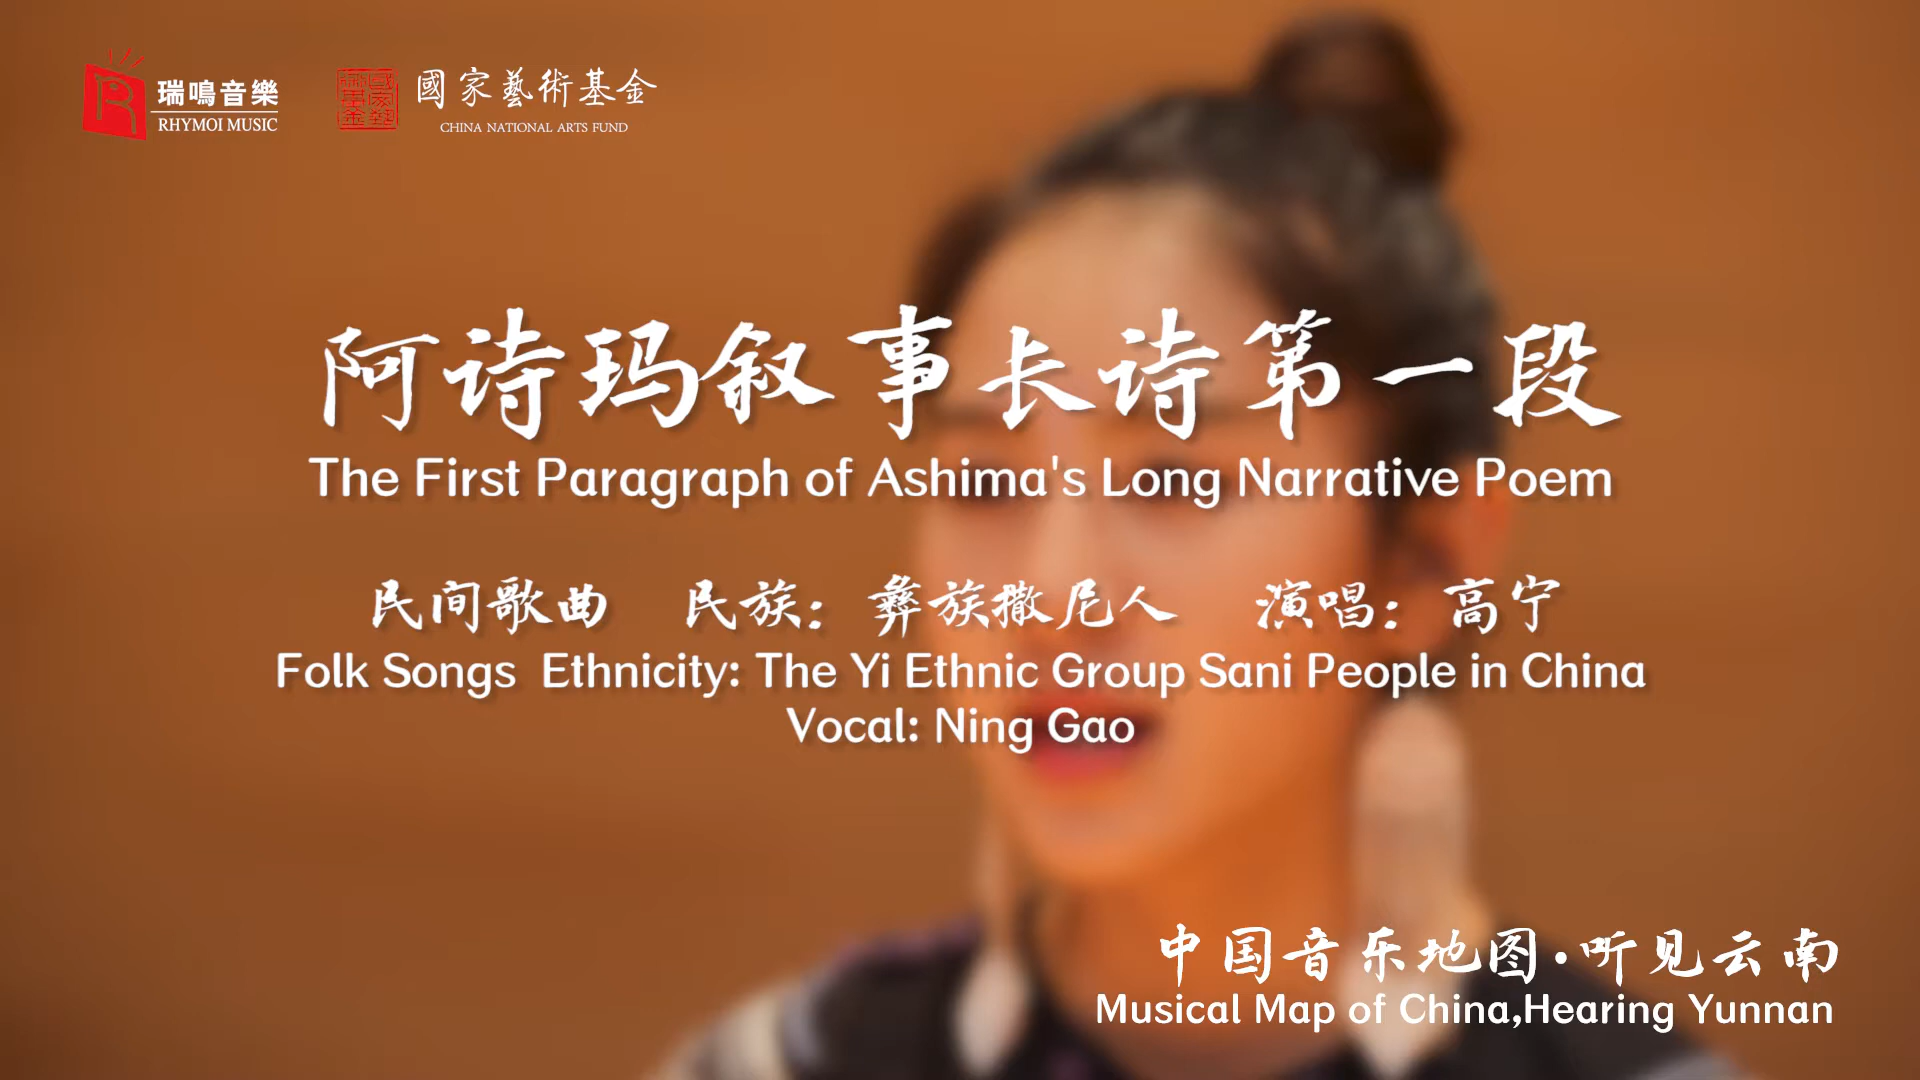 瑞鳴音樂
RHYMOI MUSIC
國家藝術基金
CHINA NATIONAL ARTS FUND
阿诗玛叙事长诗第一段
The First Paragraph of Ashima's Long Narrative Poem
民间歌曲 民族：彝族撒尼人 演唱：高宁
Folk Songs Ethnicity: The Yi Ethnic Group Sani People in China
Vocal: Ning Gao
中国音乐地图·听见云南
Musical Map of China,Hearing Yunnan